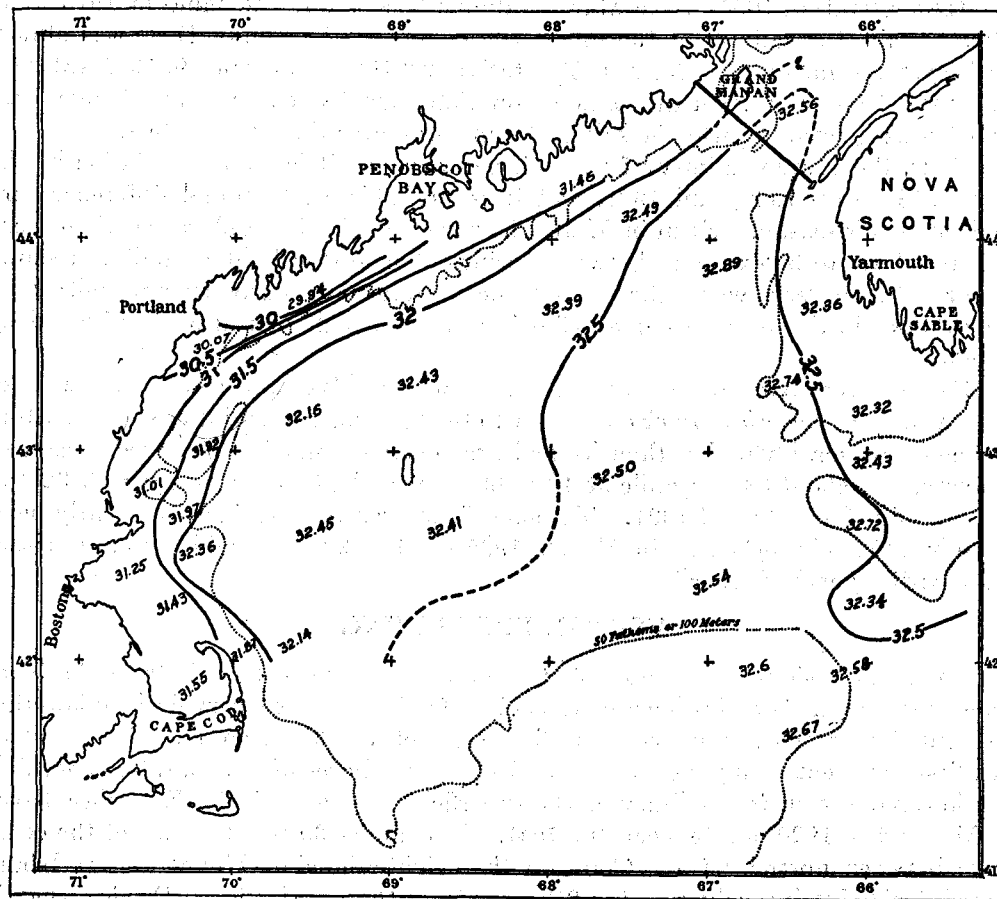 71° 70° 69° 68° 67° 66°
GRAND
MANAN
32.56
PENOBSCOT
BAY
31.46
NOVA
SCOTIA
32.49
44° 44
Yarmouth
32.89
29.94
Portland
30
32
32.39
32.36
CAPE
SABLE
30.07
30.5
31
31.5
32.5
32.43
32.74
32.5
32.16
32.32
43° 43
32.43
32.50
31.01
31.97
32.45
32.41
32.72
32.36
31.25
32.54
31.43
32.34
Boston
50 Fathoms or 100 Meters
32.5
32.14
42° 42
32.6
32.58
31.55
CAPE COD
32.67
41° 41
71° 70° 69° 68° 67° 66°